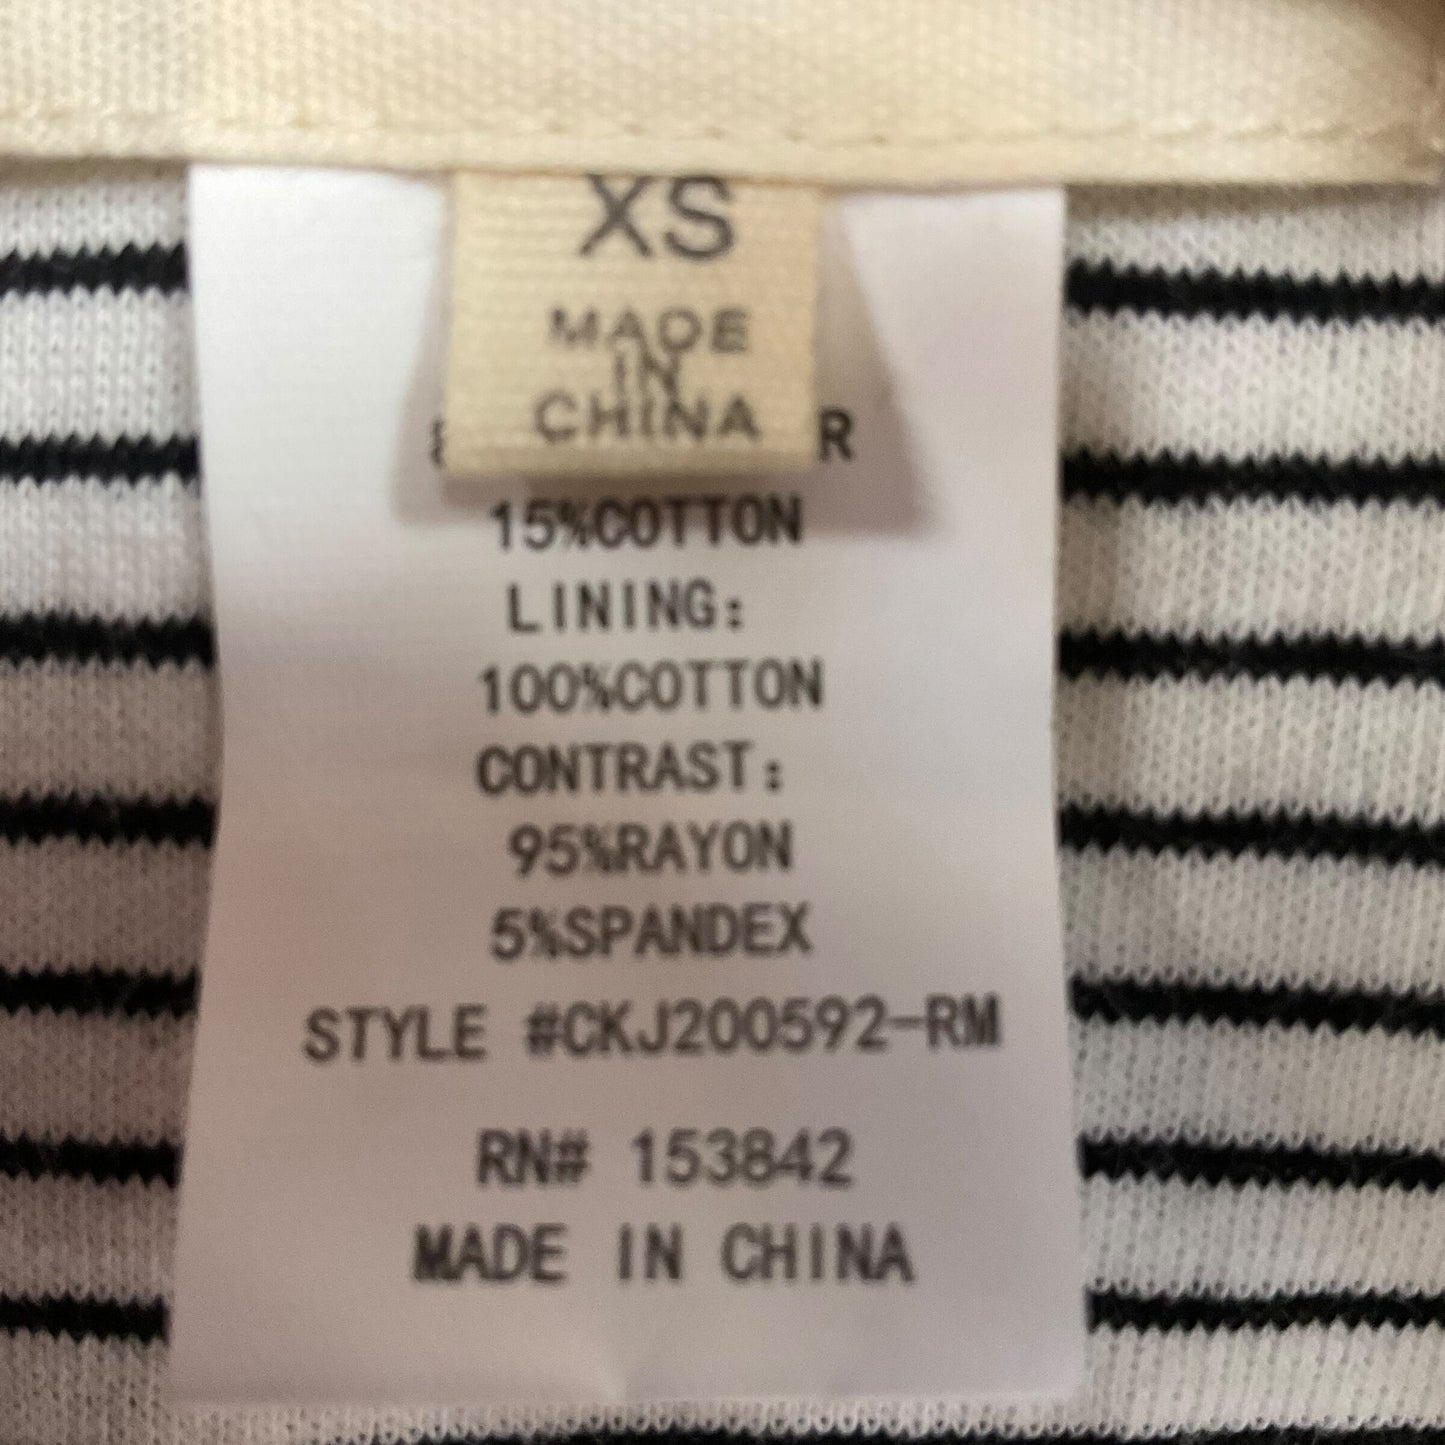 XS
MADE
IN
CHINA
15%COTTON
LINING:
100%COTTON
CONTRAST:
95%RAYON
5%SPANDEX
STYLE #CKJ200592-RM
RN# 153842
MADE IN CHINA